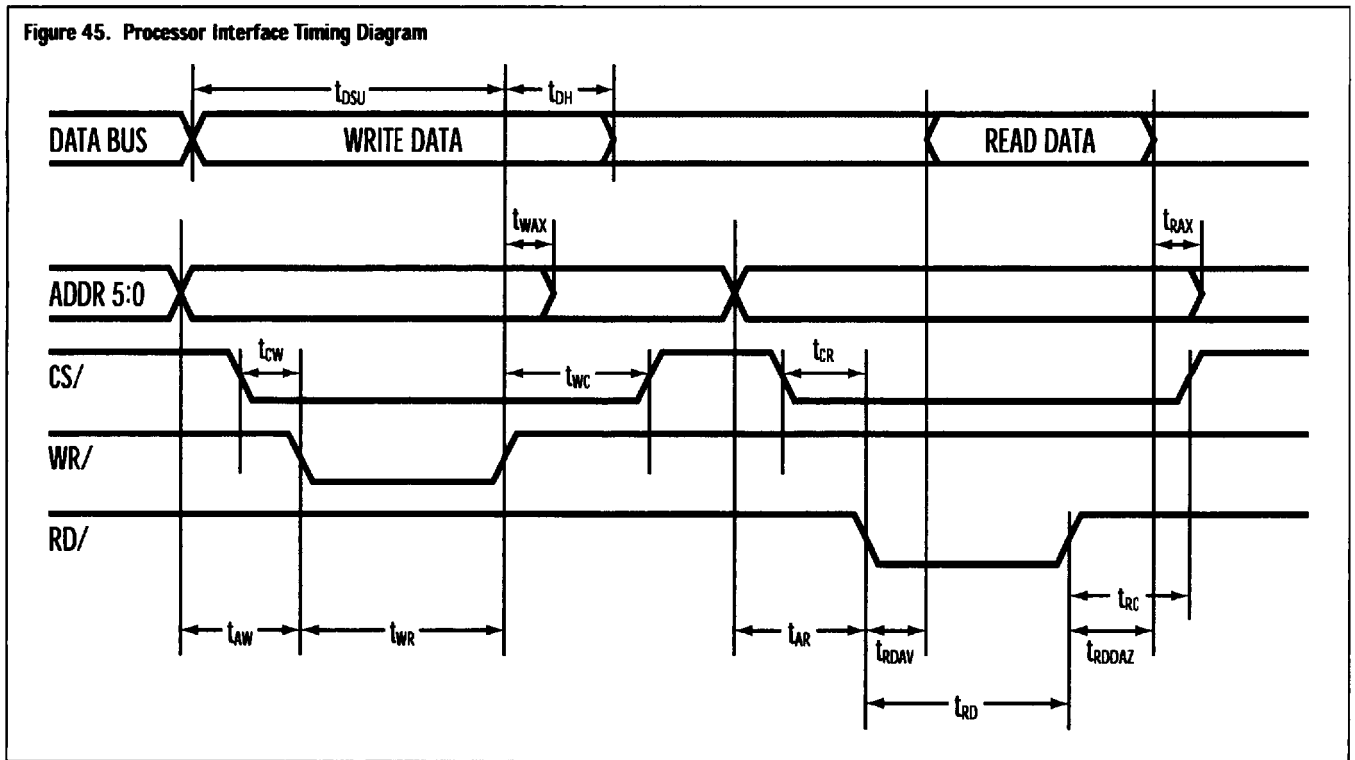 Figure 45. Processor Interface Timing Diagram
tDSU tDH
DATA BUS WRITE DATA READ DATA
tWAX tRAX
ADDR 5:0
tCW tWC tCR
CS/
WR/
RD/
tRC
tAW tWR tAR tRDAV tRDDAZ
tRD